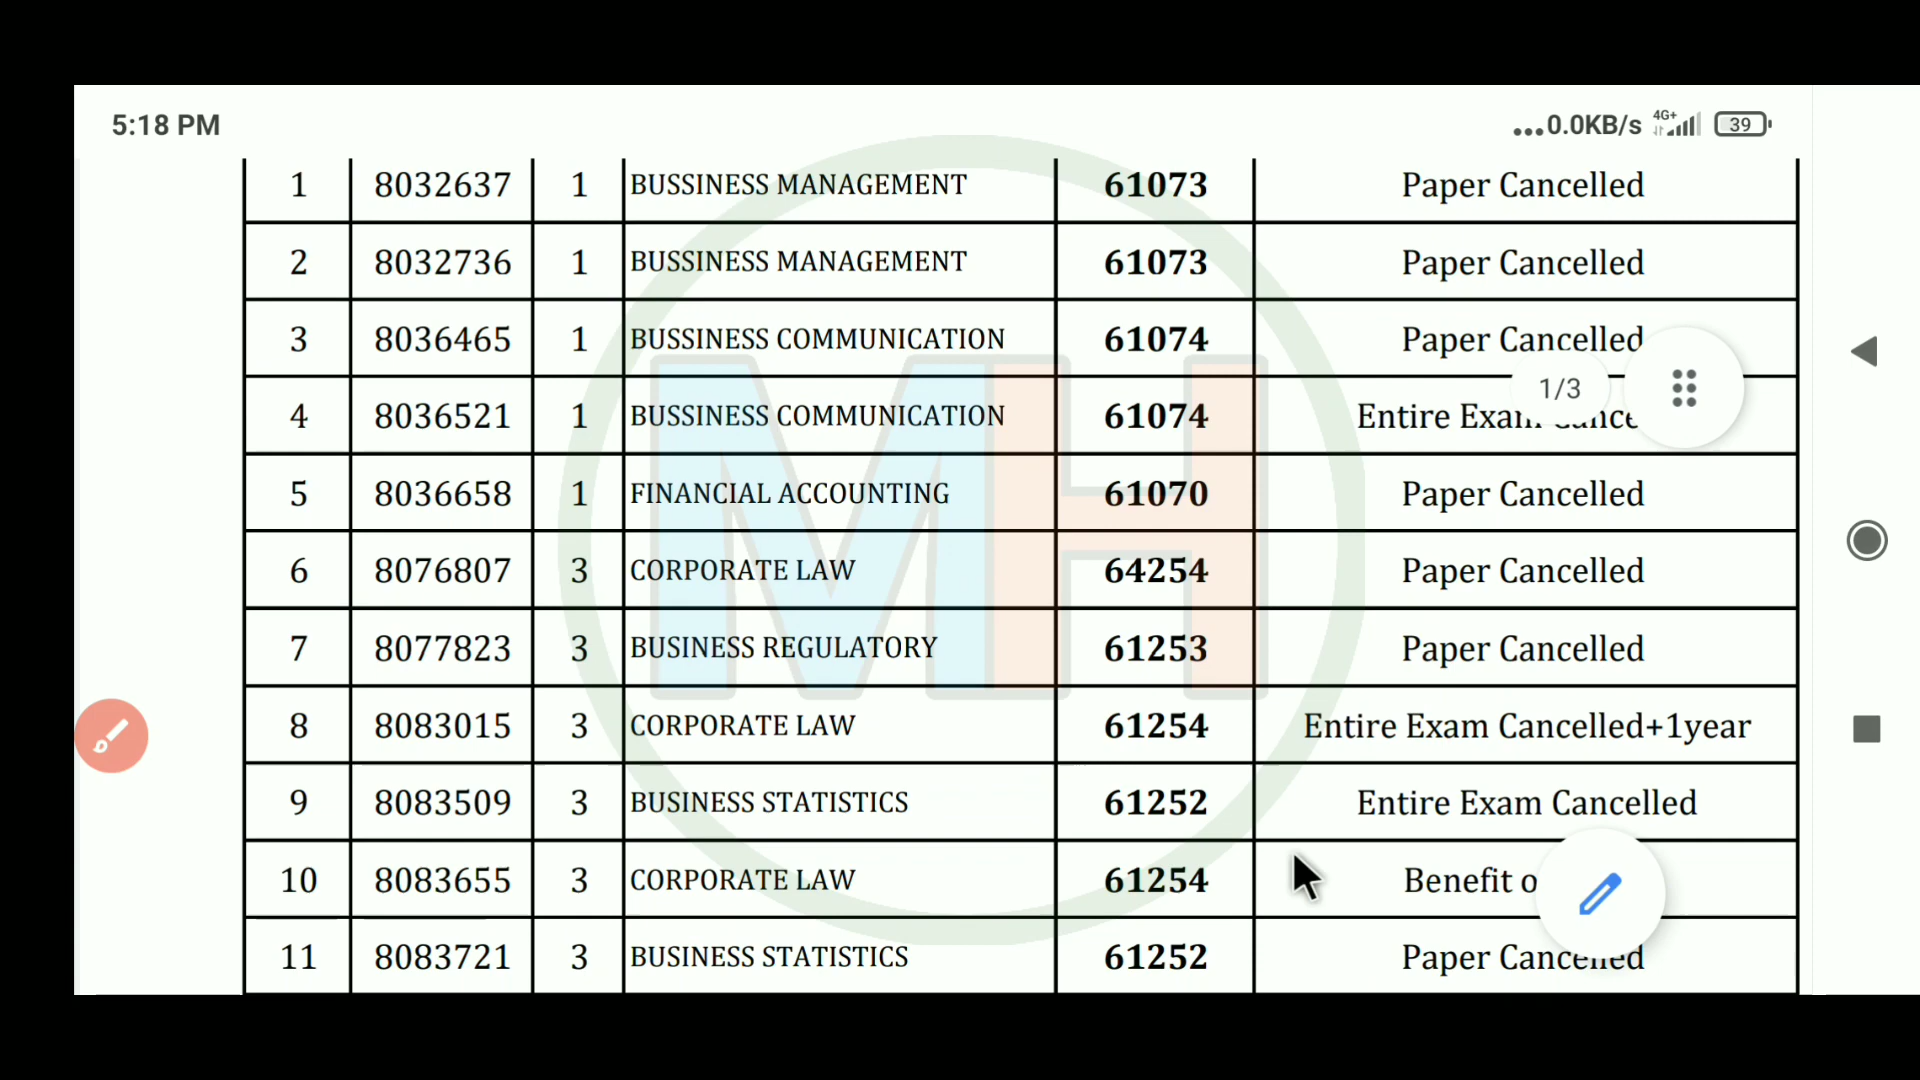 5:18 PM ...0.0KB/s 4G+ 39
1 8032637 1 BUSSINESS MANAGEMENT 61073 Paper Cancelled
2 8032736 1 BUSSINESS MANAGEMENT 61073 Paper Cancelled
3 8036465 1 BUSSINESS COMMUNICATION 61074 Paper Cancelled
1/3
4 8036521 1 BUSSINESS COMMUNICATION 61074 Entire
5 8036658 1 FINANCIAL ACCOUNTING 61070 Paper Cancelled
6 8076807 3 CORPORATE LAW 64254 Paper Cancelled
7 8077823 3 BUSINESS REGULATORY 61253 Paper Cancelled
8 8083015 3 CORPORATE LAW 61254 Entire Exam Cancelled+1year
9 8083509 3 BUSINESS STATISTICS 61252 Entire Exam Cancelled
10 8083655 3 CORPORATE LAW 61254 Benefit
11 8083721 3 BUSINESS STATISTICS 61252 Paper Cancelled
MH